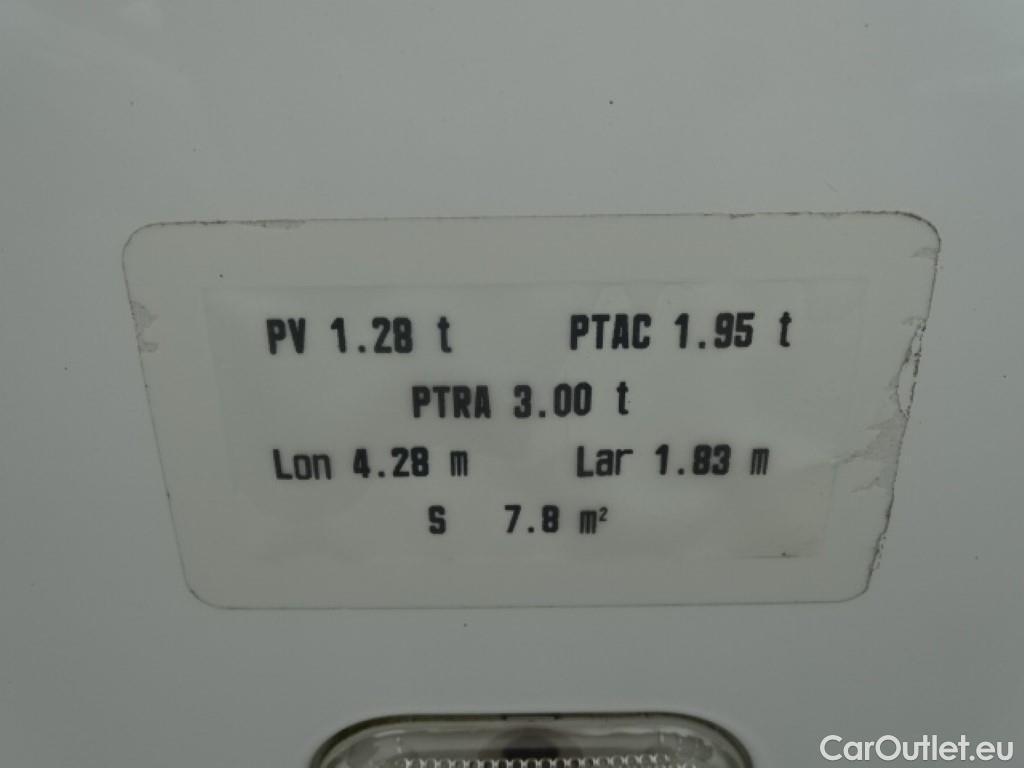 PV 1.28 t PTAC 1.95 t
PTRA 3.00 t
Lon 4.28 m Lar 1.83 m
S 7.8 m²
CarOutlet.eu